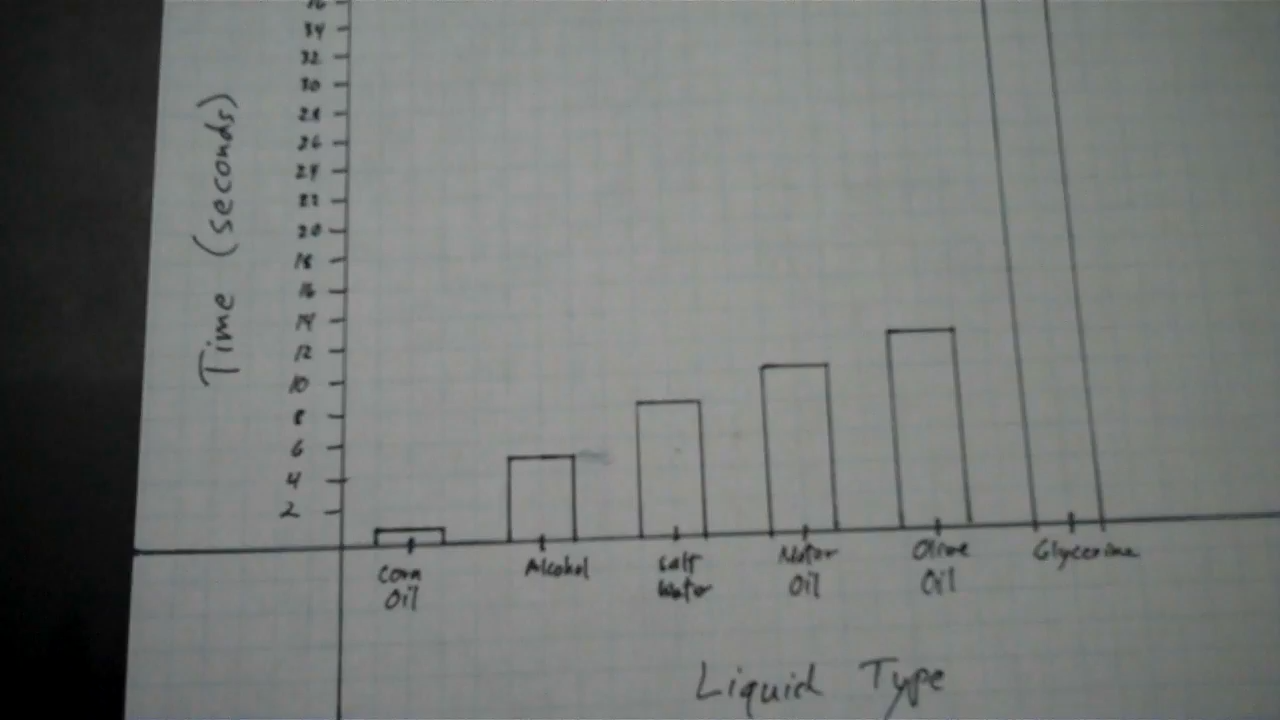 36
34
32
30
28
26
24
22
20
18
16
14
12
10
8
6
4
2
Time (seconds)
Corn Oil
Alcohol
Salt Water
Motor Oil
Olive Oil
Glycerine
Liquid Type